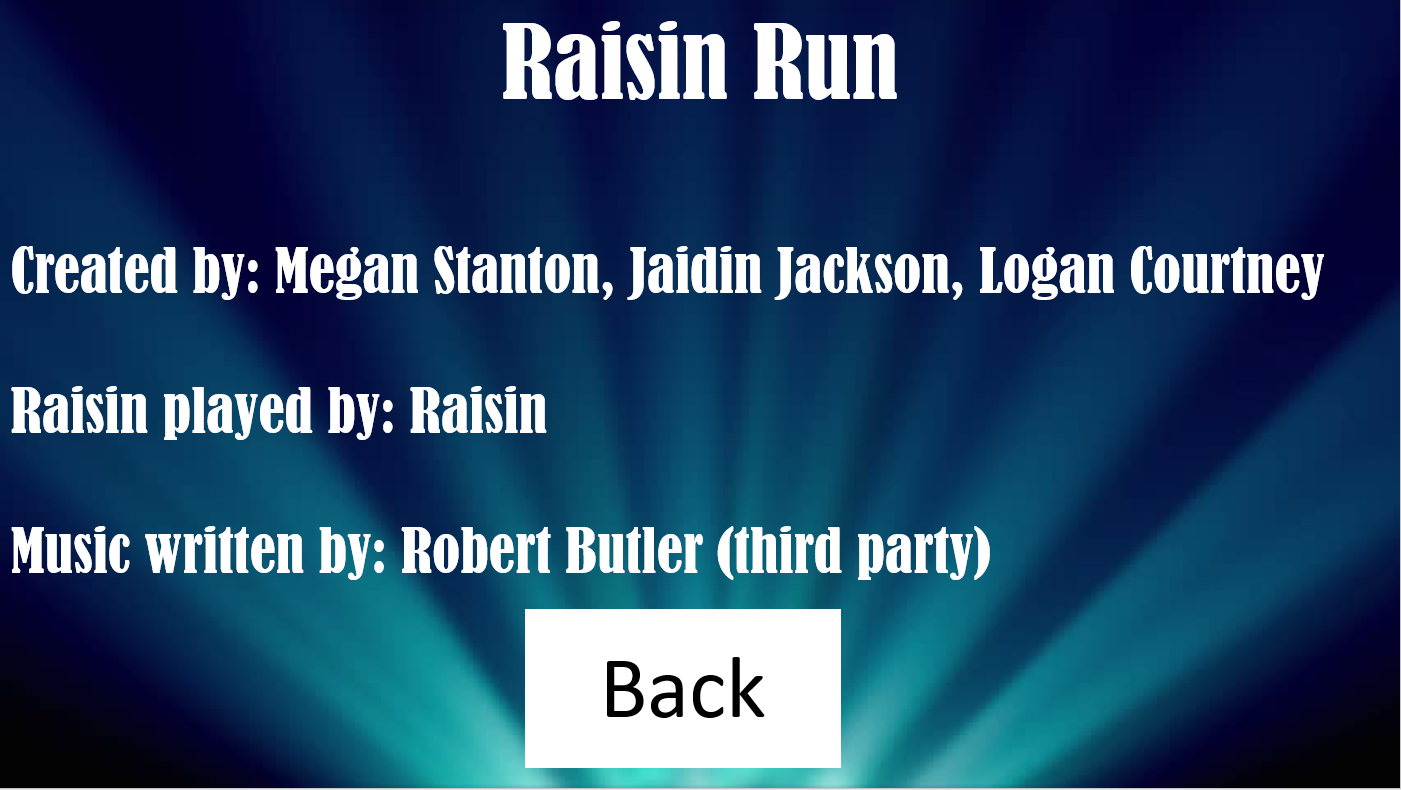 Raisin Run
Created by: Megan Stanton, Jaidin Jackson, Logan Courtney
Raisin played by: Raisin
Music written by: Robert Butler (third party)
Back